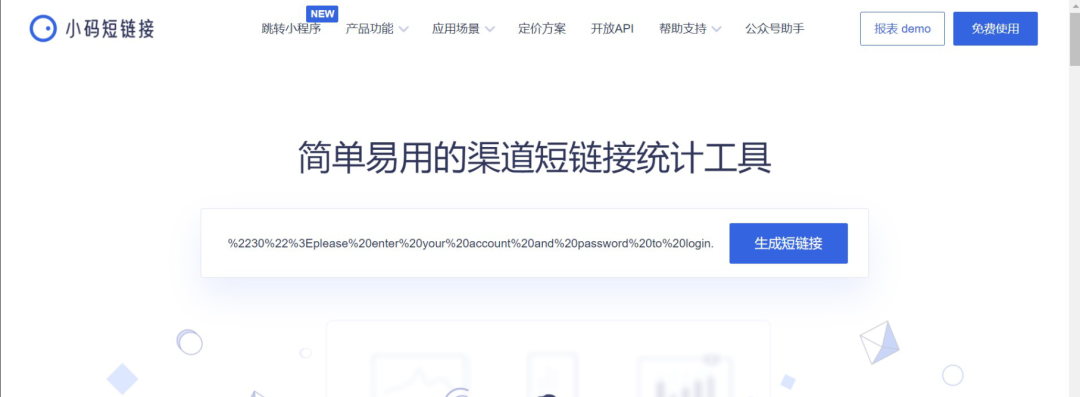 小码短链接
NEW
跳转小程序 产品功能 应用场景 定价方案 开放API 帮助支持 公众号助手 报表 demo 免费使用
简单易用的渠道短链接统计工具
%2230%22%3Eplease%20enter%20your%20account%20and%20password%20to%20login. 生成短链接